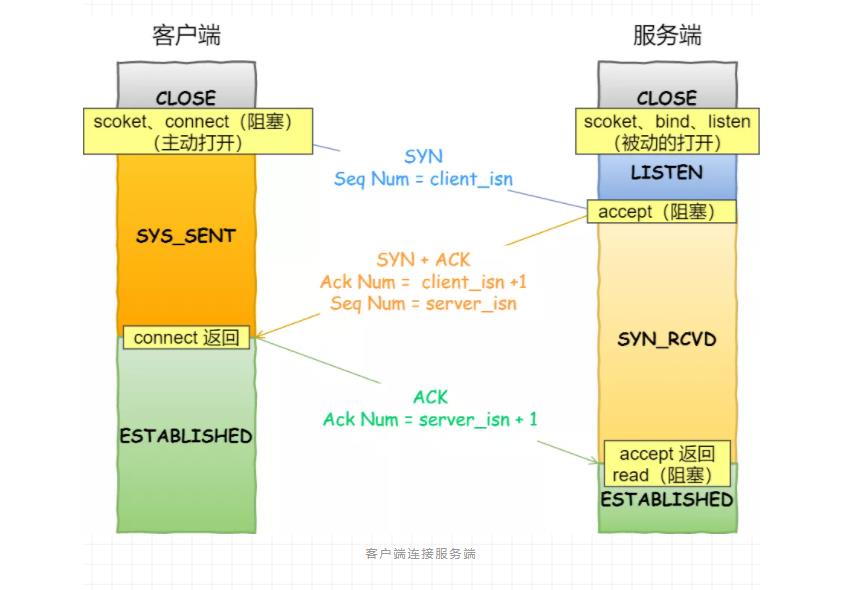 客户端
服务端
CLOSE
CLOSE
scoket、connect（阻塞）
（主动打开）
scoket、bind、listen
（被动的打开）
SYN
Seq Num = client_isn
LISTEN
accept（阻塞）
SYS_SENT
SYN + ACK
Ack Num = client_isn +1
Seq Num = server_isn
connect 返回
SYN_RCVD
ACK
Ack Num = server_isn + 1
ESTABLISHED
accept 返回
read（阻塞）
ESTABLISHED
客户端连接服务端